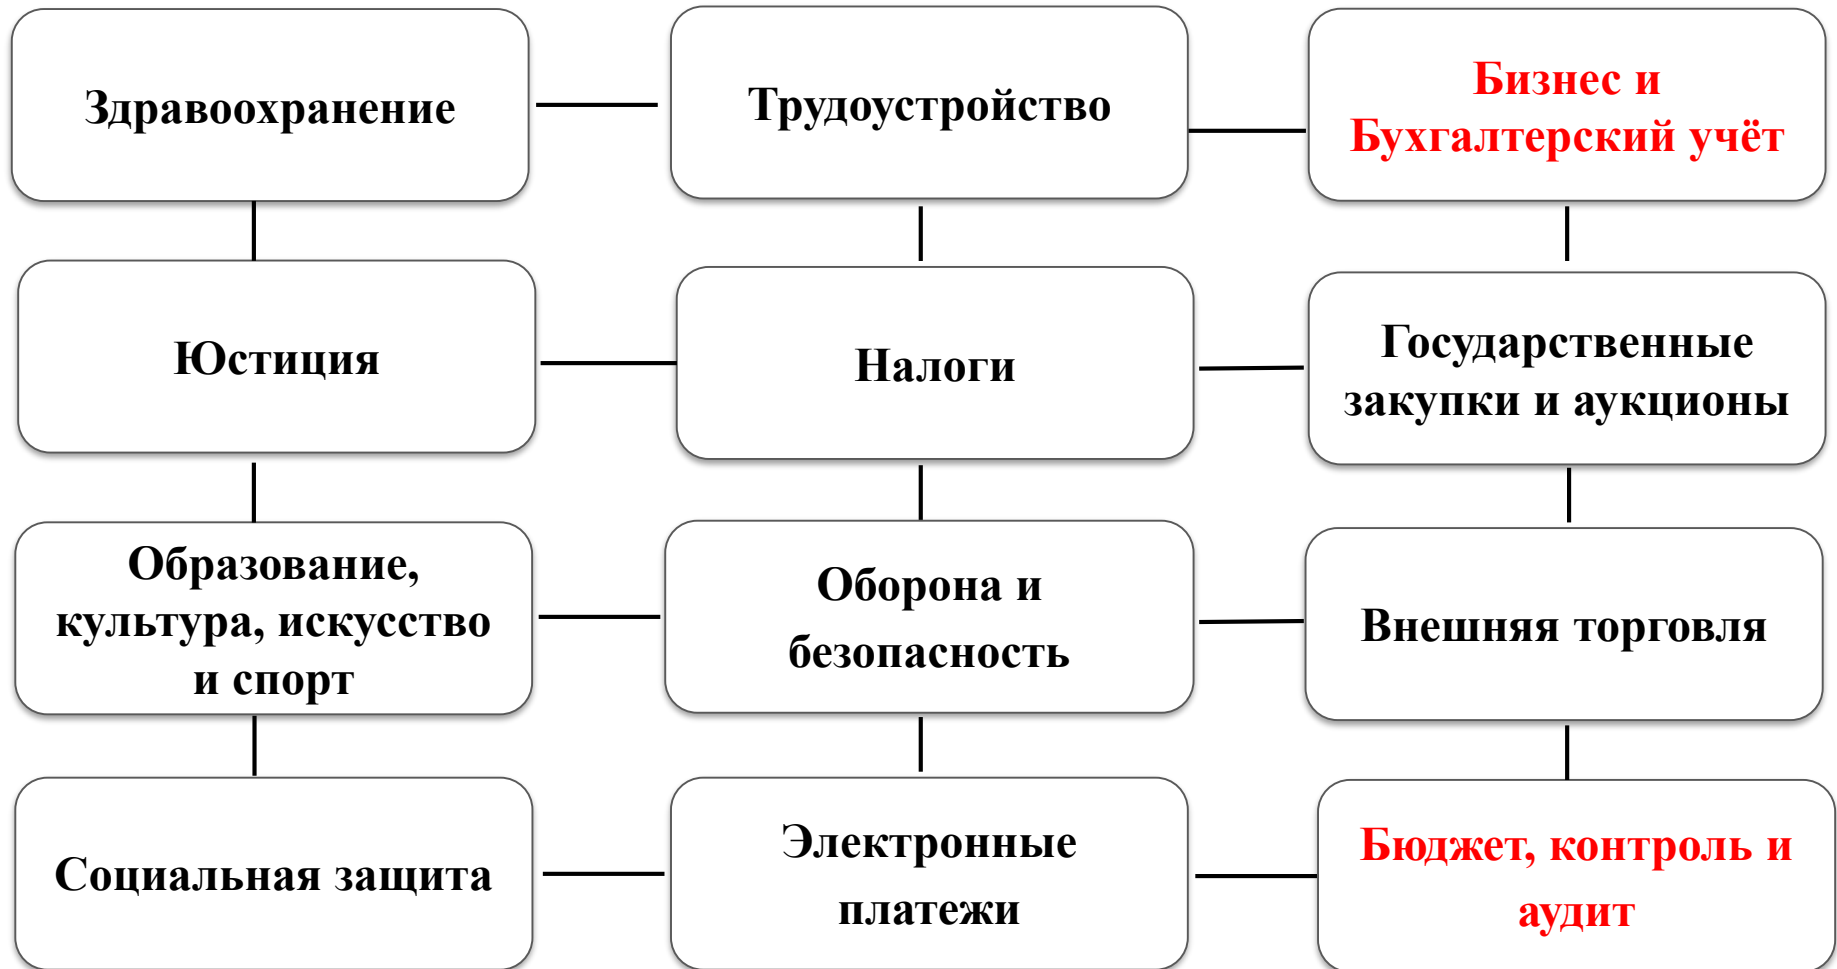 Здравоохранение
Трудоустройство
Бизнес и
Бухгалтерский учёт
Юстиция
Налоги
Государственные
закупки и аукционы
Образование,
культура, искусство
и спорт
Оборона и
безопасность
Внешняя торговля
Социальная защита
Электронные
платежи
Бюджет, контроль и
аудит